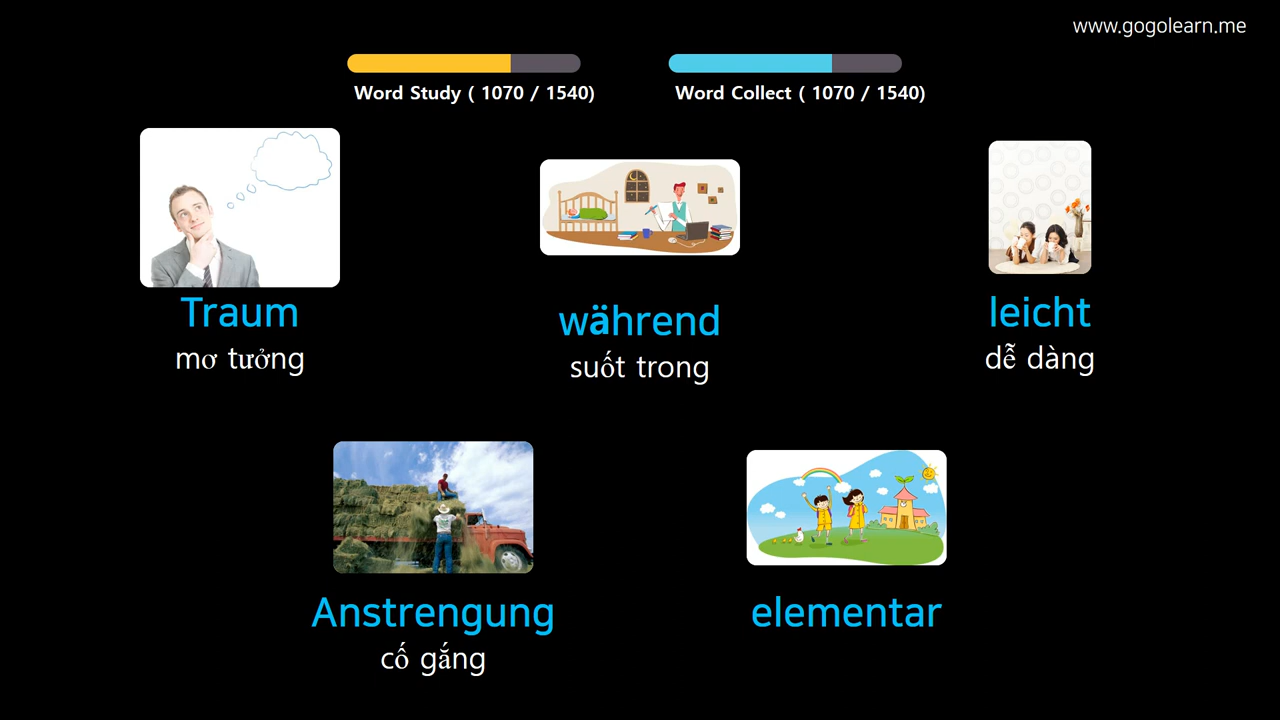 www.gogolearn.me
Word Study ( 1070 / 1540)
Word Collect ( 1070 / 1540)
Traum
mơ tưởng
während
suốt trong
leicht
dễ dàng
Anstrengung
cố gắng
elementar